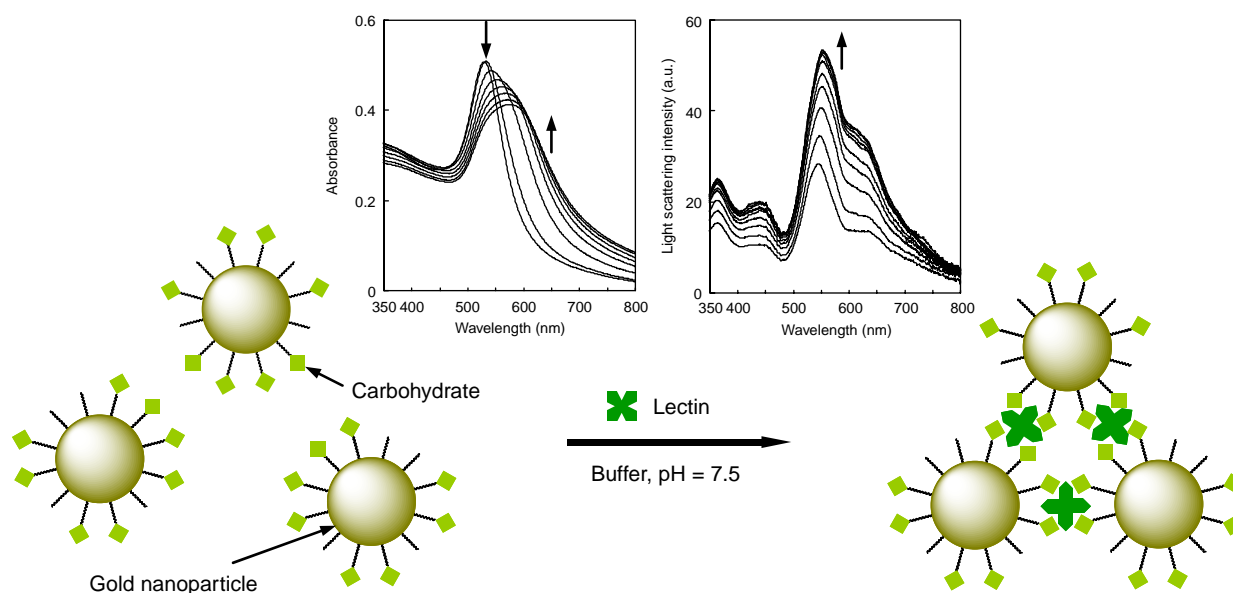 0.6
0.4
0.2
0
Absorbance
350 400 500 600 700 800
Wavelength (nm)
60
40
20
0
Light scattering intensity (a.u.)
350 400 500 600 700 800
Wavelength (nm)
Carbohydrate
Gold nanoparticle
Lectin
Buffer, pH = 7.5